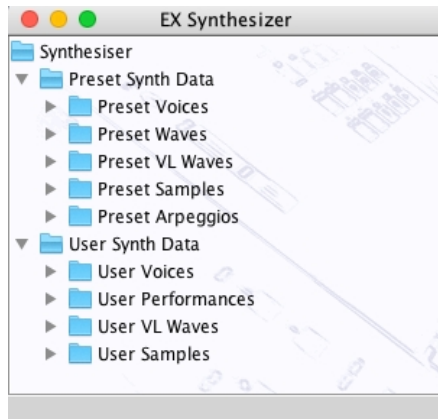 EX Synthesizer
Synthesiser
Preset Synth Data
Preset Voices
Preset Waves
Preset VL Waves
Preset Samples
Preset Arpeggios
User Synth Data
User Voices
User Performances
User VL Waves
User Samples